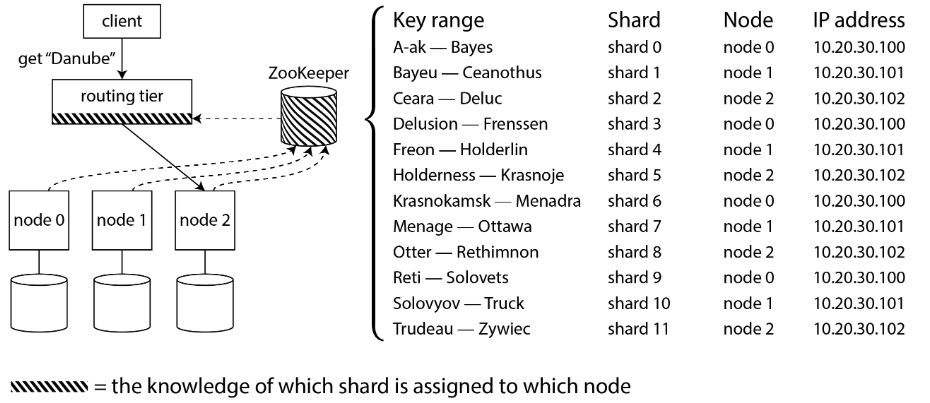 client
get “Danube”
routing tier
ZooKeeper
node 0
node 1
node 2
Key range Shard Node IP address
A-ak — Bayes shard 0 node 0 10.20.30.100
Bayeu — Ceanothus shard 1 node 1 10.20.30.101
Ceara — Deluc shard 2 node 2 10.20.30.102
Delusion — Frenssen shard 3 node 0 10.20.30.100
Freon — Holderlin shard 4 node 1 10.20.30.101
Holderness — Krasnoje shard 5 node 2 10.20.30.102
Krasnokamsk — Menadra shard 6 node 0 10.20.30.100
Menage — Ottawa shard 7 node 1 10.20.30.101
Otter — Rethimnon shard 8 node 2 10.20.30.102
Reti — Solovets shard 9 node 0 10.20.30.100
Solovyov — Truck shard 10 node 1 10.20.30.101
Trudeau — Zywiec shard 11 node 2 10.20.30.102
= the knowledge of which shard is assigned to which node